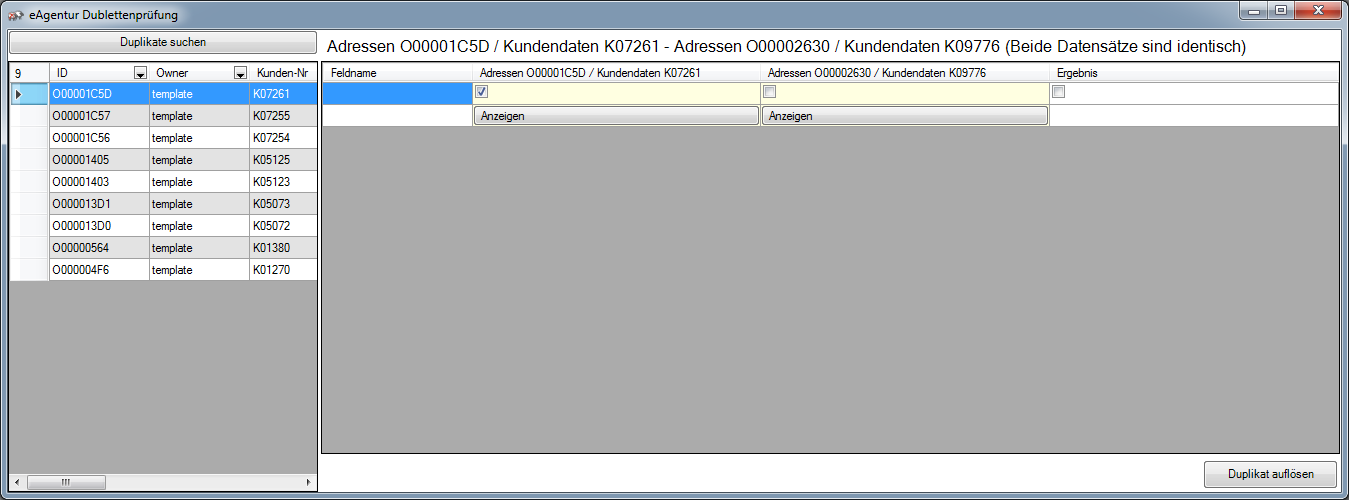 eAgentur Dublettenprüfung
Duplikate suchen
Adressen O00001C5D / Kundendaten K07261 - Adressen O00002630 / Kundendaten K09776 (Beide Datensätze sind identisch)
9 ID Owner Kunden-Nr
O00001C5D template K07261
O00001C57 template K07255
O00001C56 template K07254
O00001405 template K05125
O00001403 template K05123
O000013D1 template K05073
O000013D0 template K05072
O00000564 template K01380
O000004F6 template K01270
Feldname Adressen O00001C5D / Kundendaten K07261 Adressen O00002630 / Kundendaten K09776 Ergebnis
Anzeigen Anzeigen
Duplikat auflösen